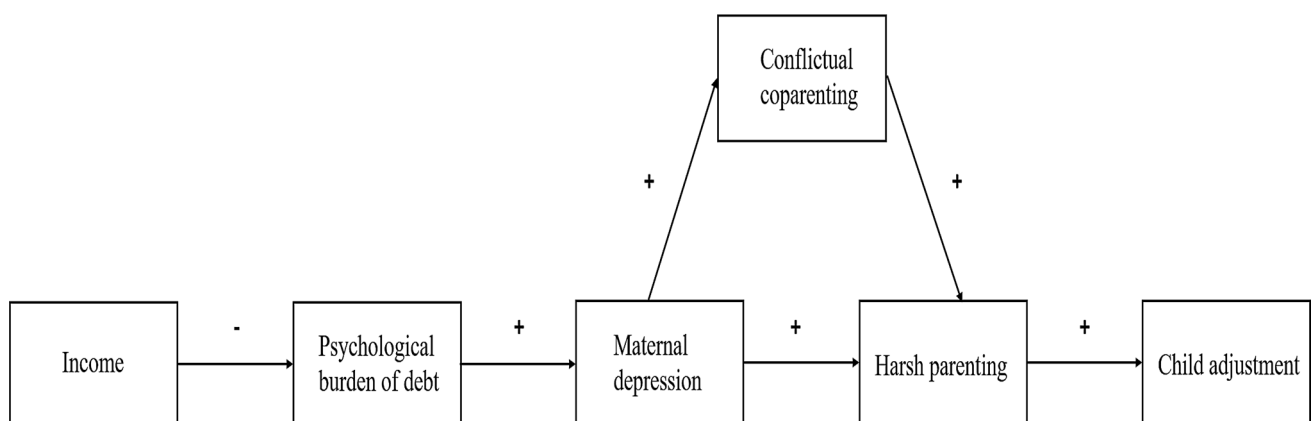 Conflictual
coparenting
+
+
Income
-
Psychological
burden of debt
+
Maternal
depression
+
Harsh parenting
+
Child adjustment